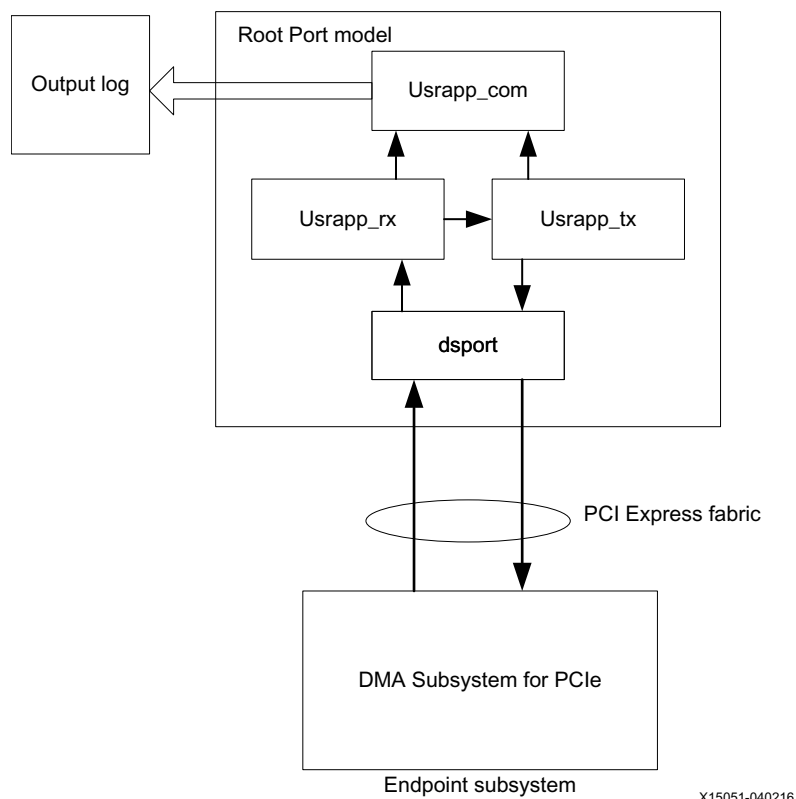 Root Port model
Output log
Usrapp_com
Usrapp_rx
Usrapp_tx
dsport
PCI Express fabric
DMA Subsystem for PCIe
Endpoint subsystem
X15051-040216